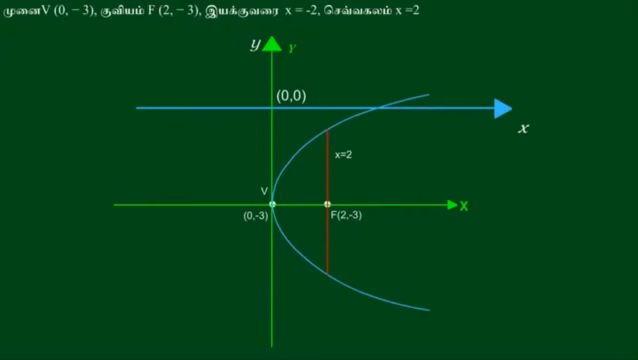 முனைV (0, − 3), குவியம் F (2, − 3), இயக்குவரை x = -2, செவ்வகலம் x =2
y Y
(0,0)
x
x=2
V
X
(0,-3) F(2,-3)